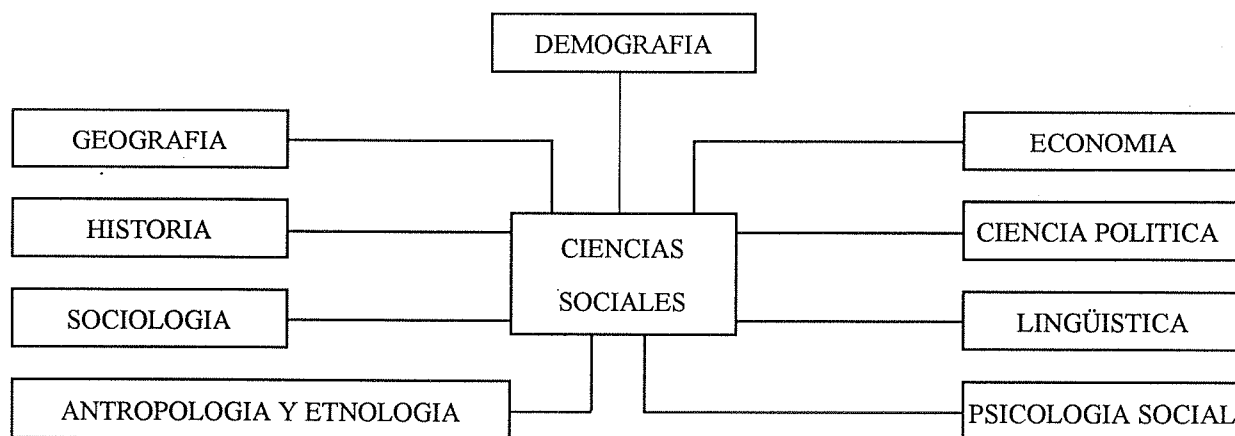 DEMOGRAFIA
GEOGRAFIA
ECONOMIA
HISTORIA
CIENCIA POLITICA
CIENCIAS
SOCIALES
SOCIOLOGIA
LINGÜISTICA
ANTROPOLOGIA Y ETNOLOGIA
PSICOLOGIA SOCIAL